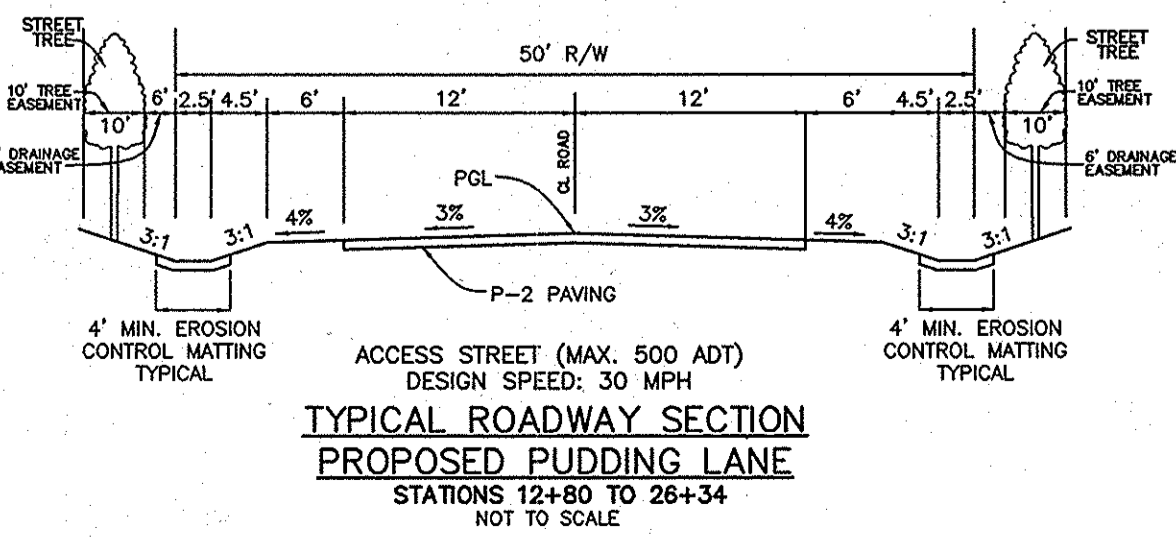 STREET
TREE
50' R/W
STREET
TREE
10' TREE
EASEMENT
6' 2.5' 4.5' 6' 12' 12' 6' 4.5' 2.5'
10' TREE
EASEMENT
10'
10'
' DRAINAGE
EASEMENT
CL ROAD
6' DRAINAGE
EASEMENT
PGL
3:1 3:1 4% 3% 3% 4% 3:1 3:1
P-2 PAVING
4' MIN. EROSION
CONTROL MATTING
TYPICAL
4' MIN. EROSION
CONTROL MATTING
TYPICAL
ACCESS STREET (MAX. 500 ADT)
DESIGN SPEED: 30 MPH
TYPICAL ROADWAY SECTION
PROPOSED PUDDING LANE
STATIONS 12+80 TO 26+34
NOT TO SCALE